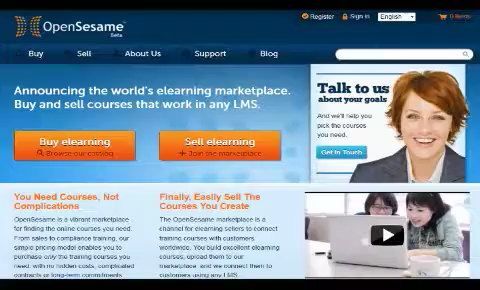 OpenSesame
Beta
Register
Sign in
English
0 items
Buy
Sell
About Us
Support
Blog
Announcing the world's elearning marketplace.
Buy and sell courses that work in any LMS.
Buy elearning
Browse our catalog
Sell elearning
Join the marketplace
Talk to us
about your goals
And we'll help you
pick the courses
you need.
Get in Touch
You Need Courses, Not
Complications
OpenSesame is a vibrant marketplace
for finding the online courses you need.
From sales to compliance training, our
simple pricing model enables you to
purchase only the training courses you
need, with no hidden costs, complicated
contracts or long-term commitments
Finally, Easily Sell The
Courses You Create
The OpenSesame marketplace is a
channel for elearning sellers to connect
training courses with customers
worldwide. You build excellent elearning
courses, upload them to our
marketplace, and we connect them to
customers using any LMS.